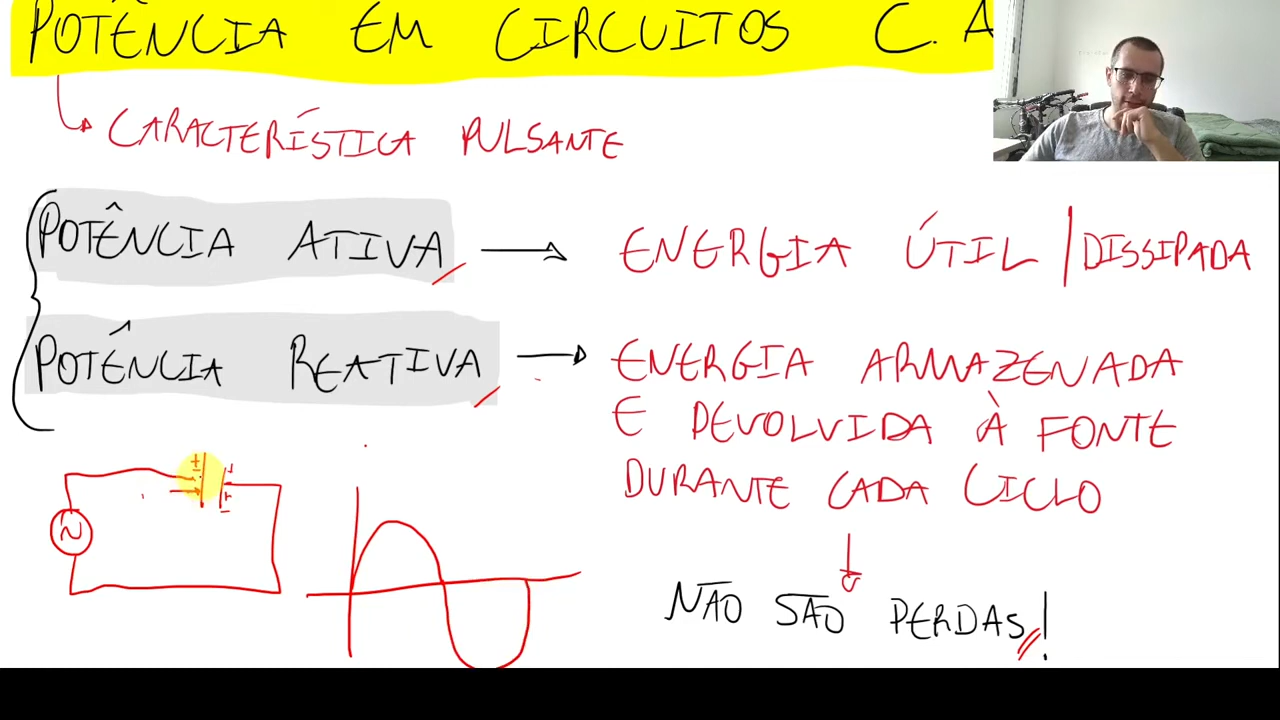 POTÊNCIA EM CIRCUITOS C.A
CARACTERÍSTICA PULSANTE
POTÊNCIA ATIVA → ENERGIA ÚTIL / DISSIPADA
POTÊNCIA REATIVA → ENERGIA ARMAZENADA
E DEVOLVIDA À FONTE
DURANTE CADA CICLO
NÃO SÃO PERDAS!